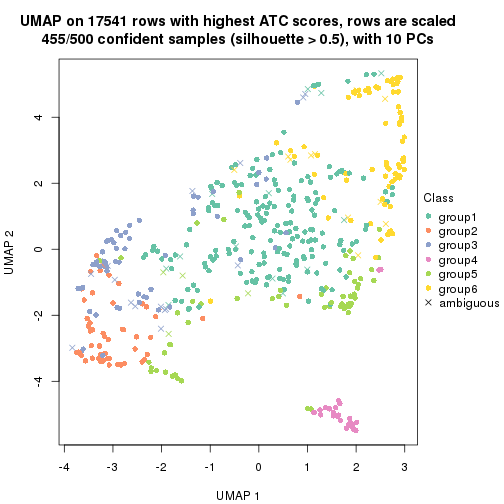 UMAP on 17541 rows with highest ATC scores, rows are scaled
455/500 confident samples (silhouette > 0.5), with 10 PCs
4
2
0
-2
-4
UMAP 2
-4
-3
-2
-1
0
1
2
3
UMAP 1
Class
group1
group2
group3
group4
group5
group6
ambiguous